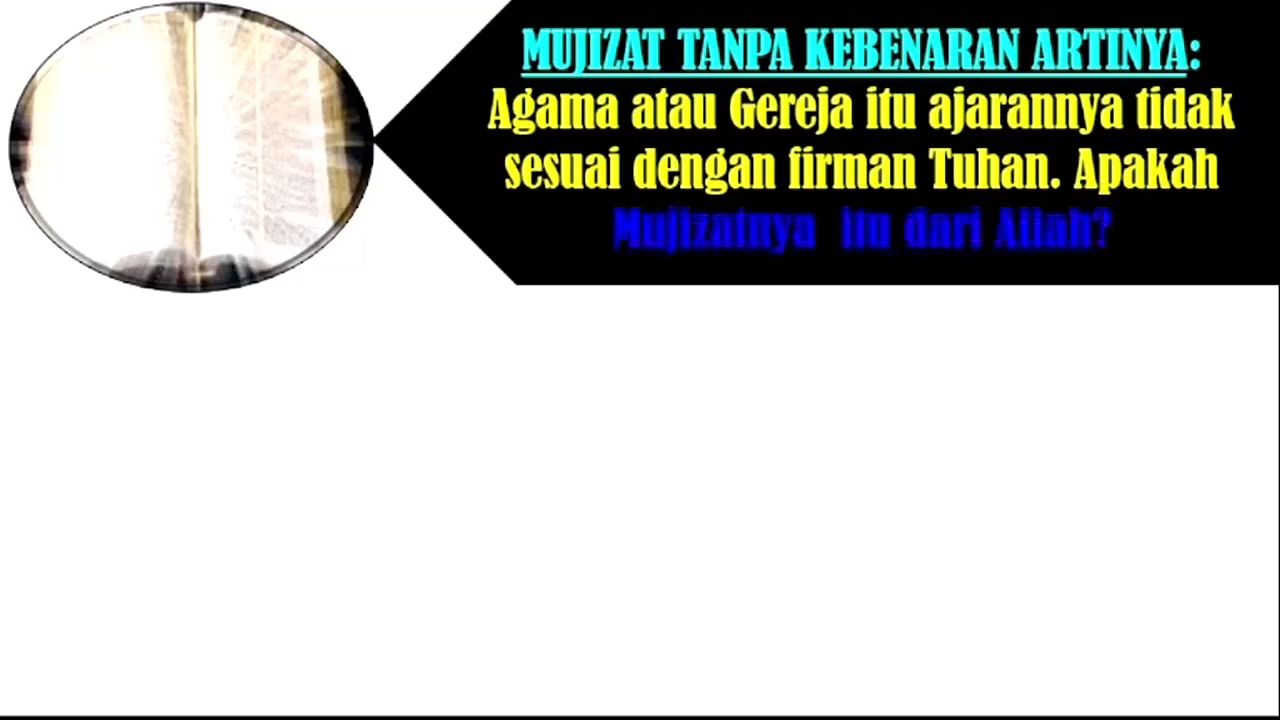 MUJIZAT TANPA KEBENARAN ARTINYA:
Agama atau Gereja itu ajarannya tidak
sesuai dengan firman Tuhan. Apakah
Mujizatnya itu dari Allah?